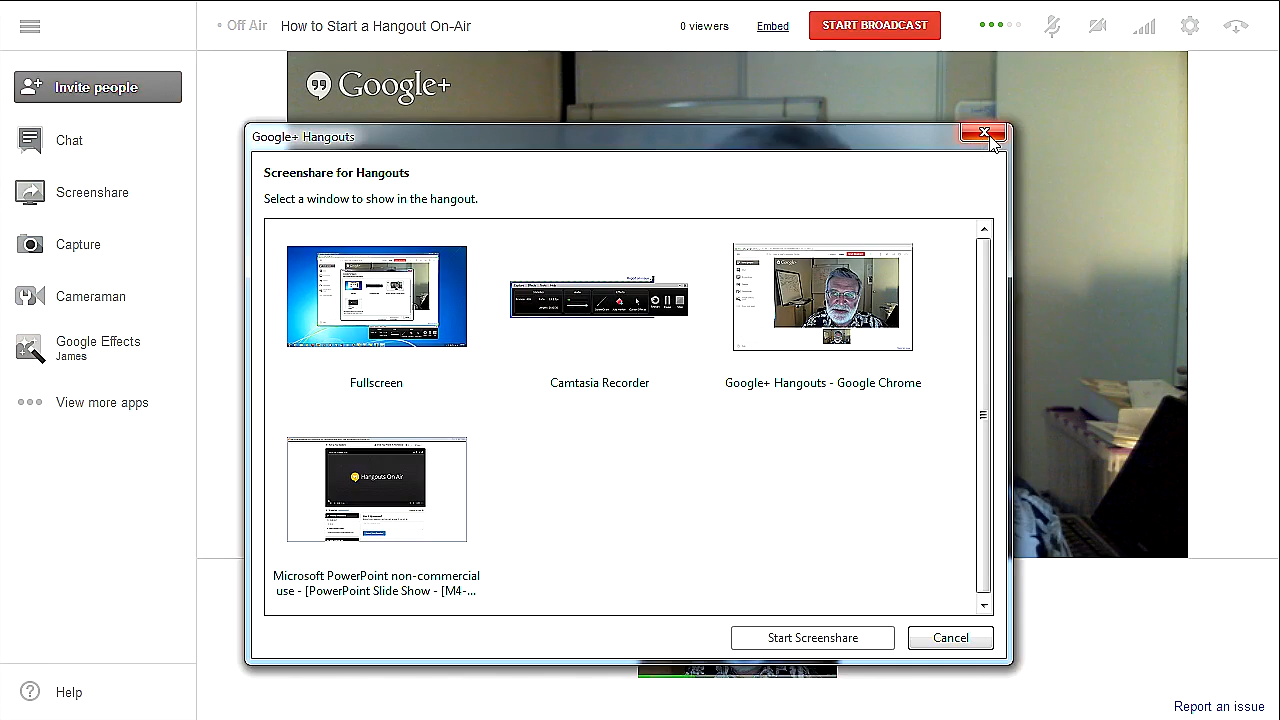 • Off Air How to Start a Hangout On-Air 0 viewers Embed START BROADCAST
Invite people
Chat
Screenshare
Capture
Cameraman
Google Effects
James
View more apps
Help
Google+
Google+ Hangouts
Screenshare for Hangouts
Select a window to show in the hangout.
Hangouts On Air
Fullscreen Camtasia Recorder Google+ Hangouts - Google Chrome
Microsoft PowerPoint non-commercial
use - [PowerPoint Slide Show - [M4-...
Start Screenshare Cancel
Report an issue